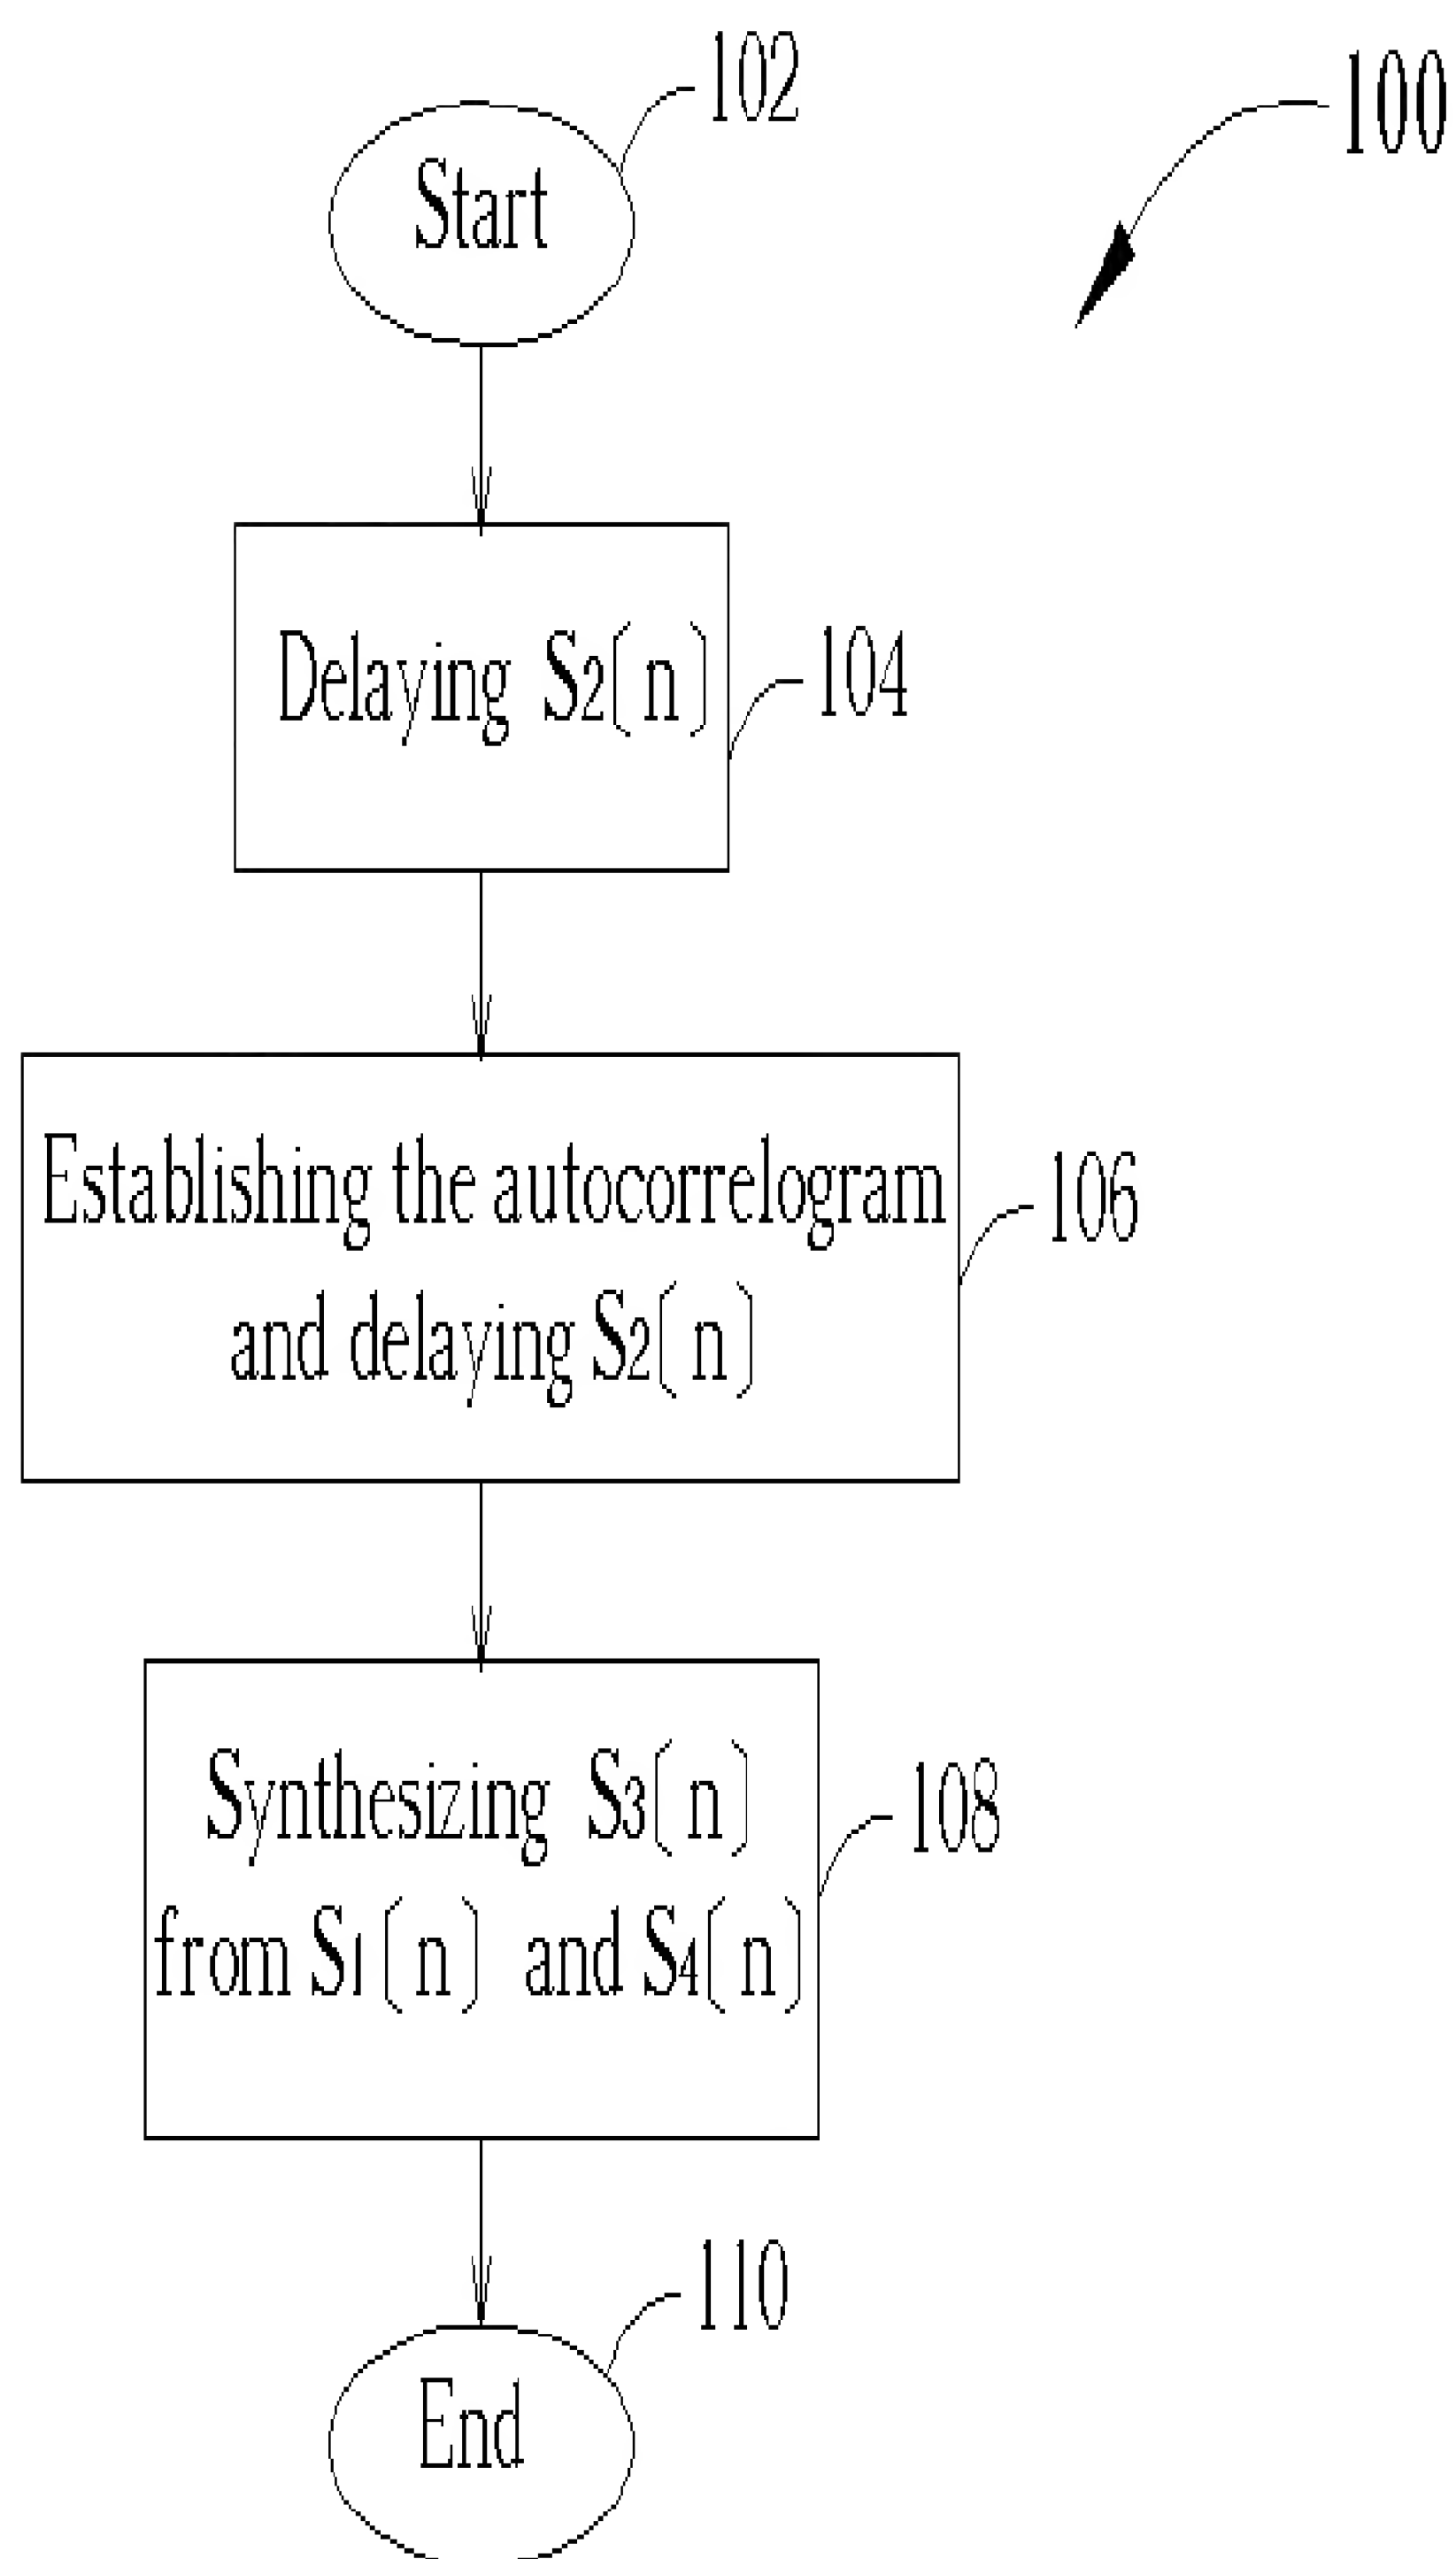 102
100
Start
Delaying S2(n)
104
Establishing the autocorrelogram
and delaying S2(n)
106
Synthesizing S3(n)
from S1(n) and S4(n)
108
110
End